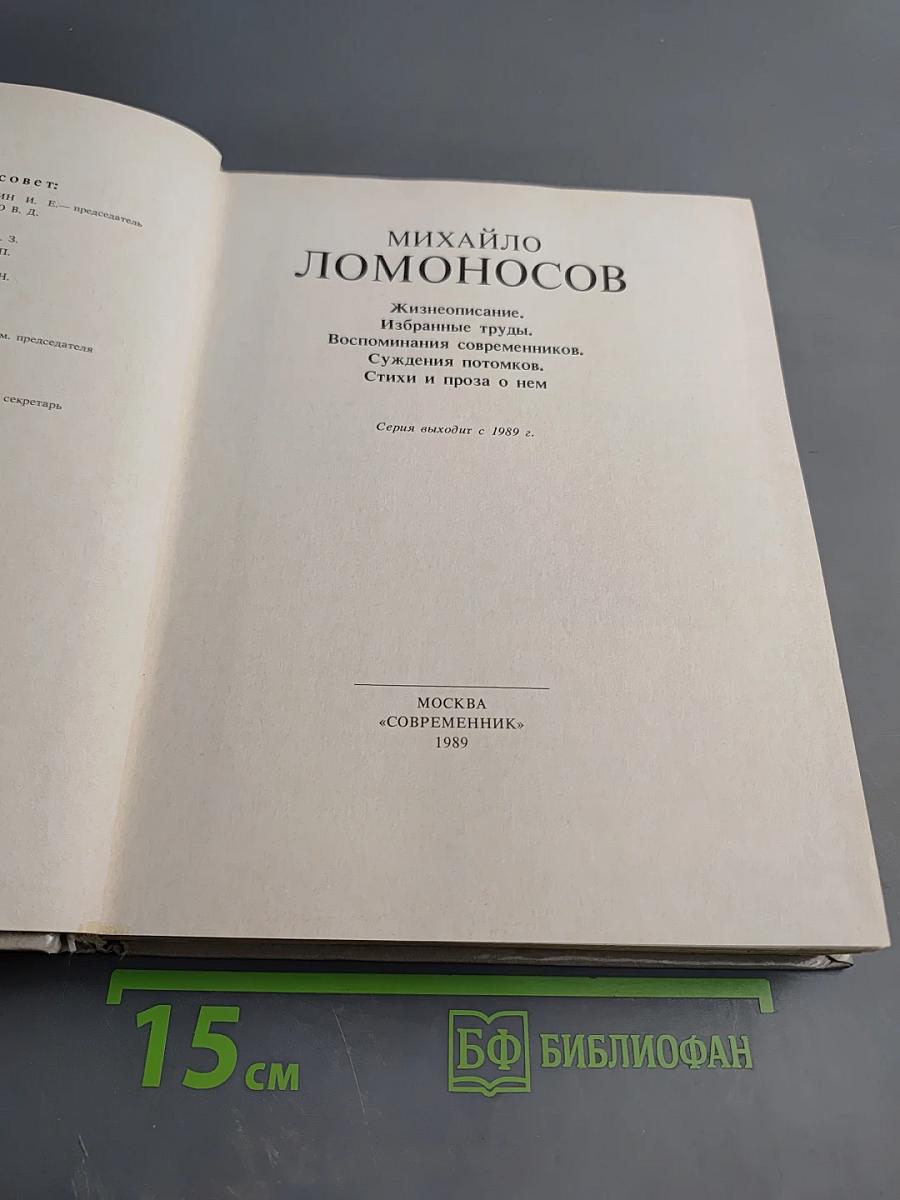 совет:
И. Е.— председатель
В. Д.
З.
П.
Н.
председателя
секретарь
МИХАЙЛО
ЛОМОНОСОВ
Жизнеописание.
Избранные труды.
Воспоминания современников.
Суждения потомков.
Стихи и проза о нем
Серия выходит с 1989 г.
МОСКВА
«СОВРЕМЕННИК»
1989
15 см
БФ БИБЛИОФАН